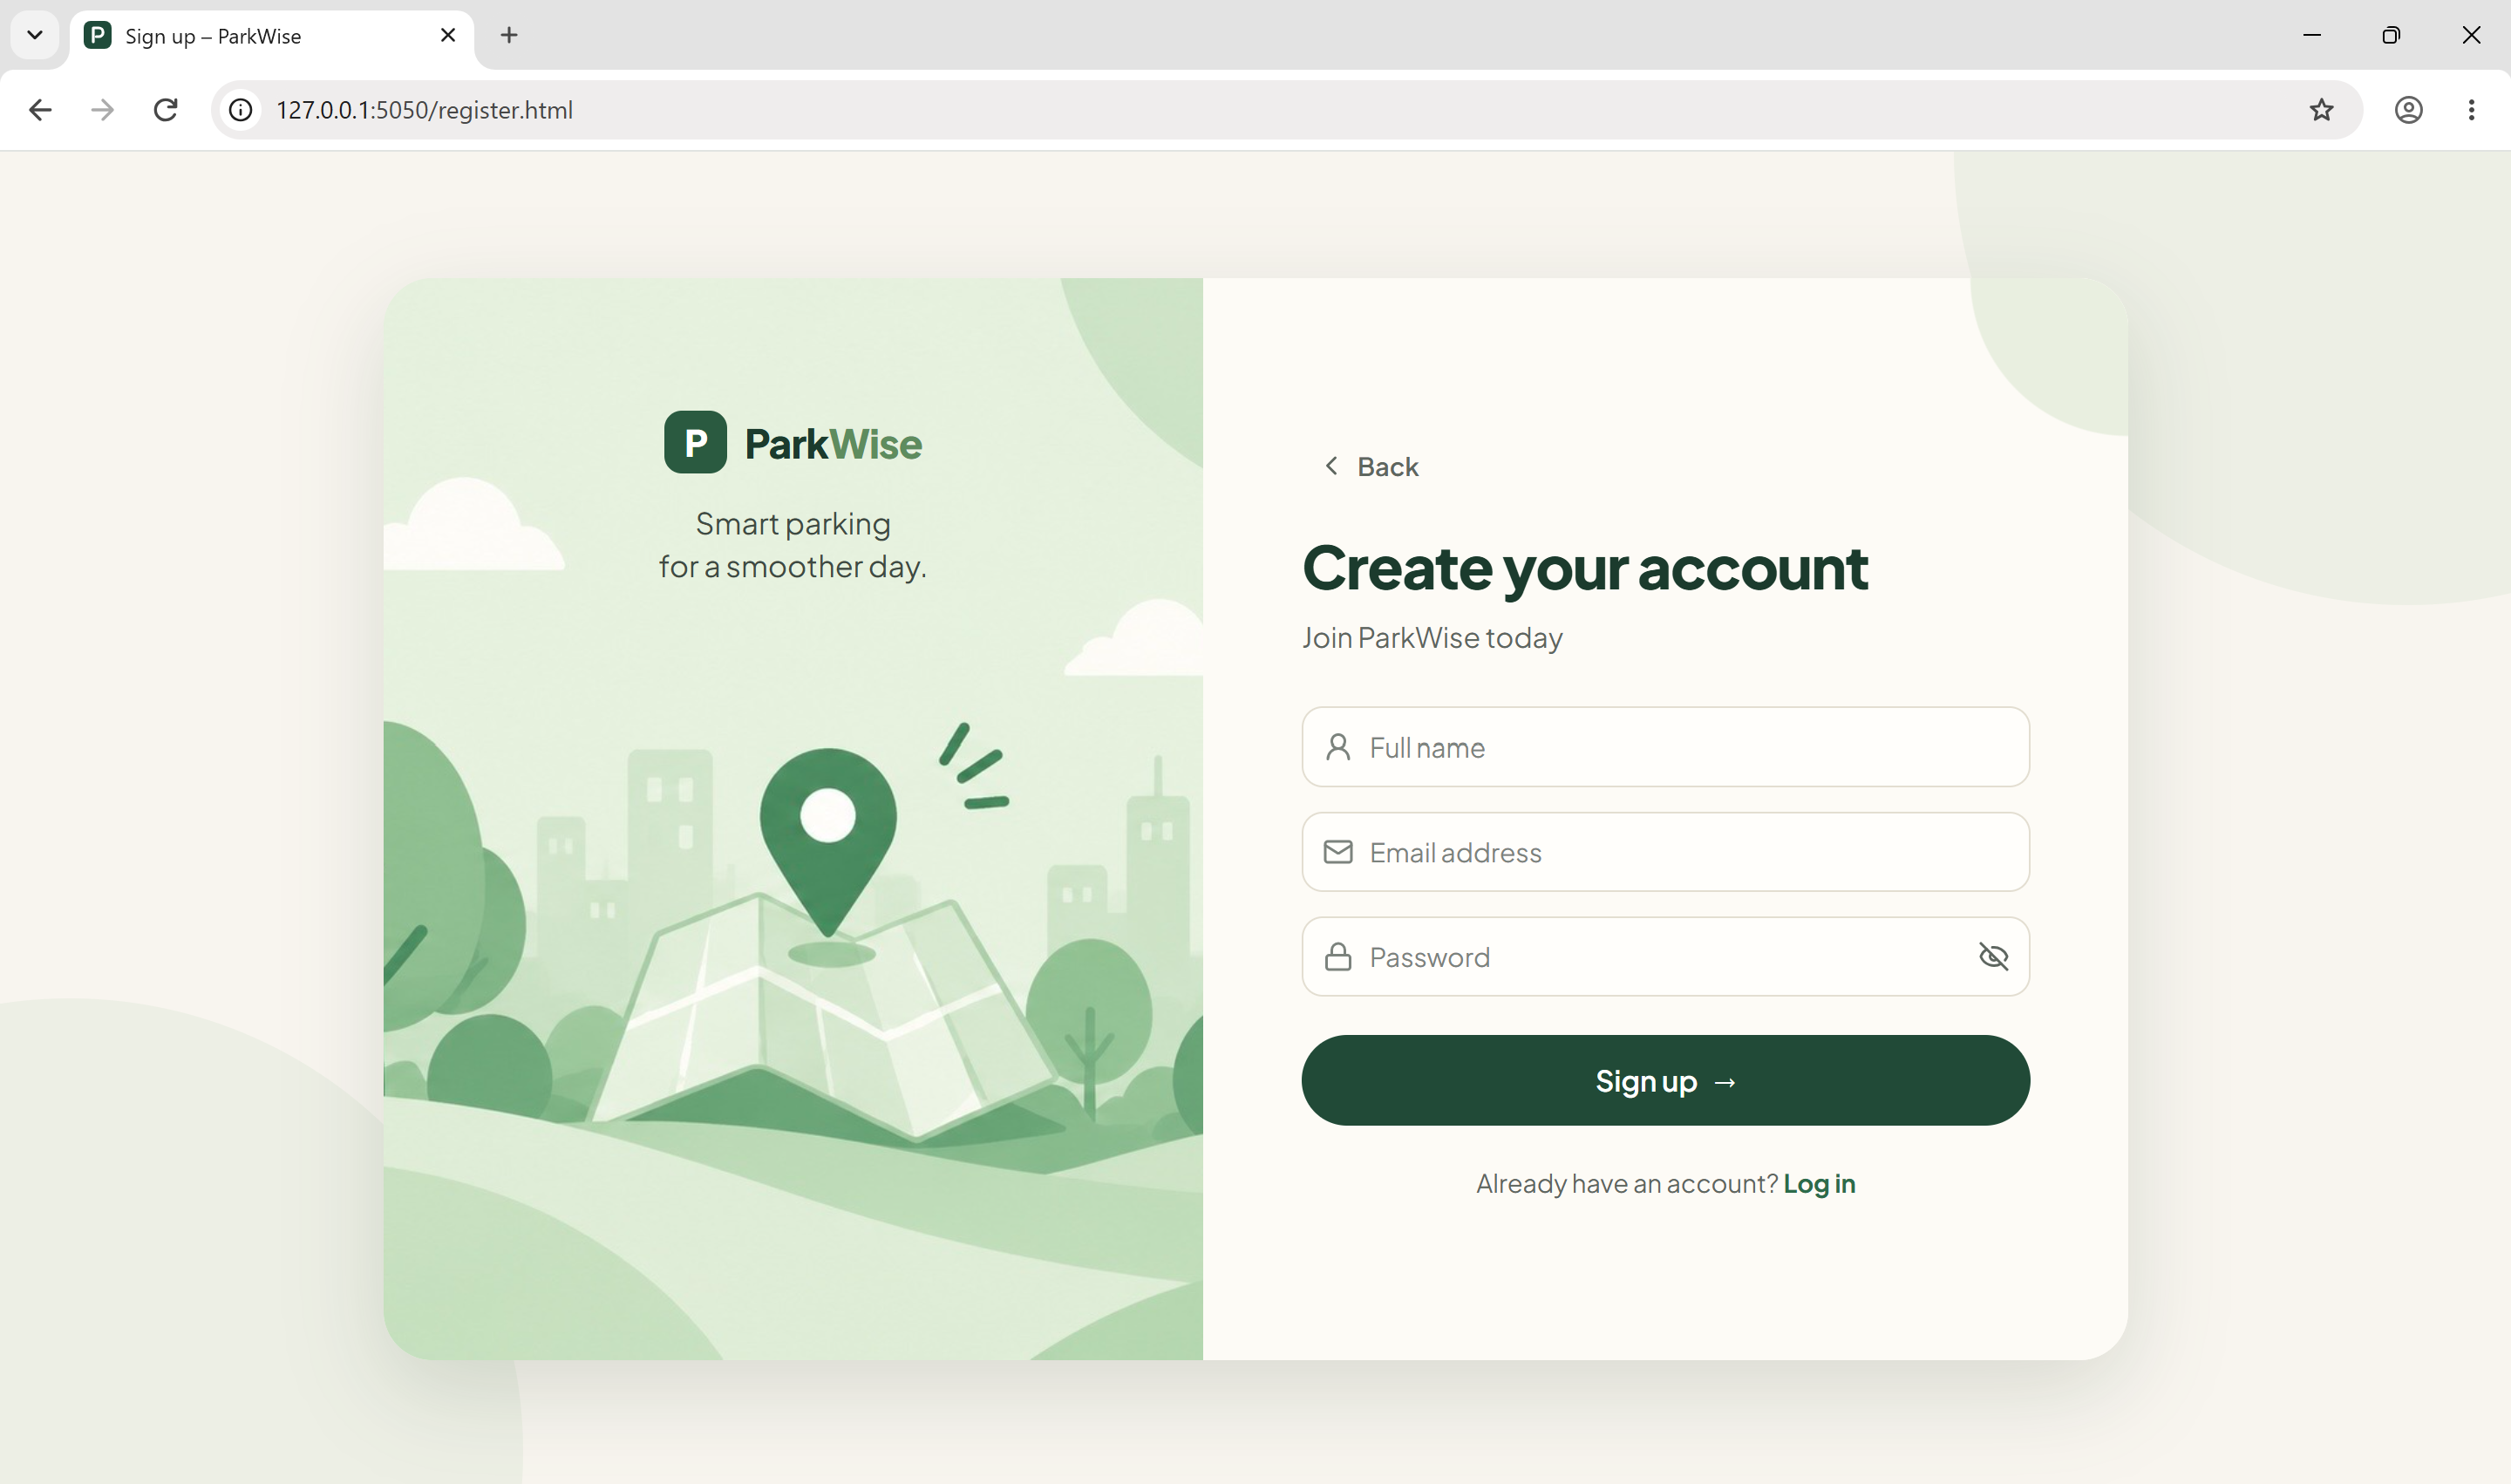 P Sign up – ParkWise
127.0.0.1:5050/register.html
P ParkWise
Smart parking
for a smoother day.
Back
Create your account
Join ParkWise today
Full name
Email address
Password
Sign up →
Already have an account? Log in